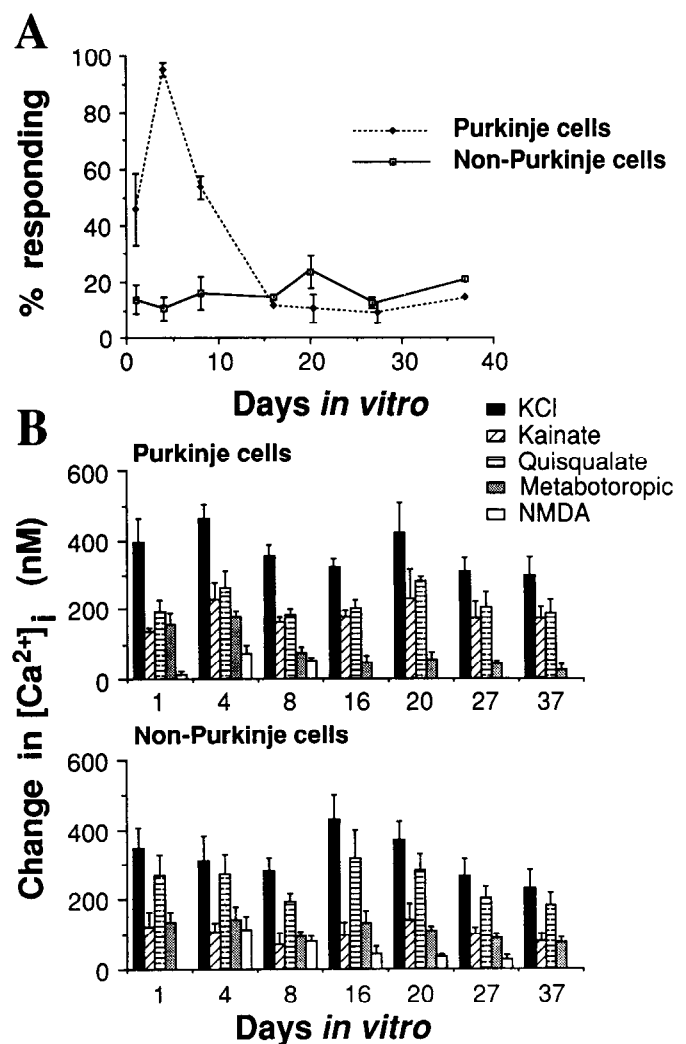 A
100
80
60
40
20
0
% responding
Purkinje cells
Non-Purkinje cells
0 10 20 30 40
Days in vitro
B
KCl
Kainate
Quisqualate
Metabotoropic
NMDA
Purkinje cells
600
400
200
0
1 4 8 16 20 27 37
Change in [Ca2+]i (nM)
Non-Purkinje cells
600
400
200
0
1 4 8 16 20 27 37
Days in vitro